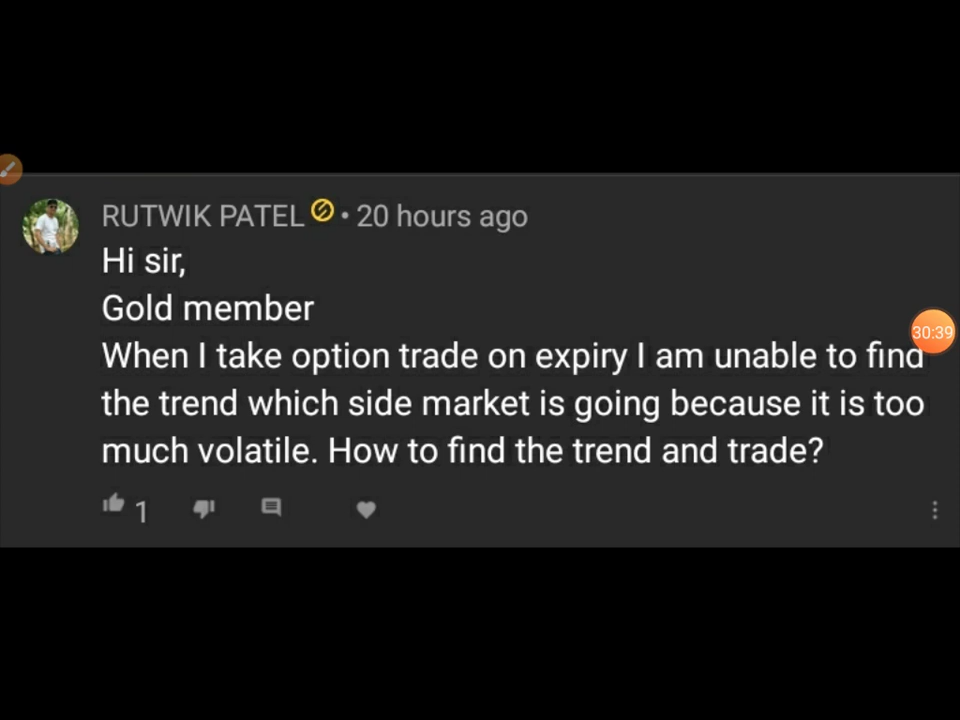 RUTWIK PATEL • 20 hours ago
Hi sir,
Gold member
30:39
When I take option trade on expiry I am unable to find
the trend which side market is going because it is too
much volatile. How to find the trend and trade?
1